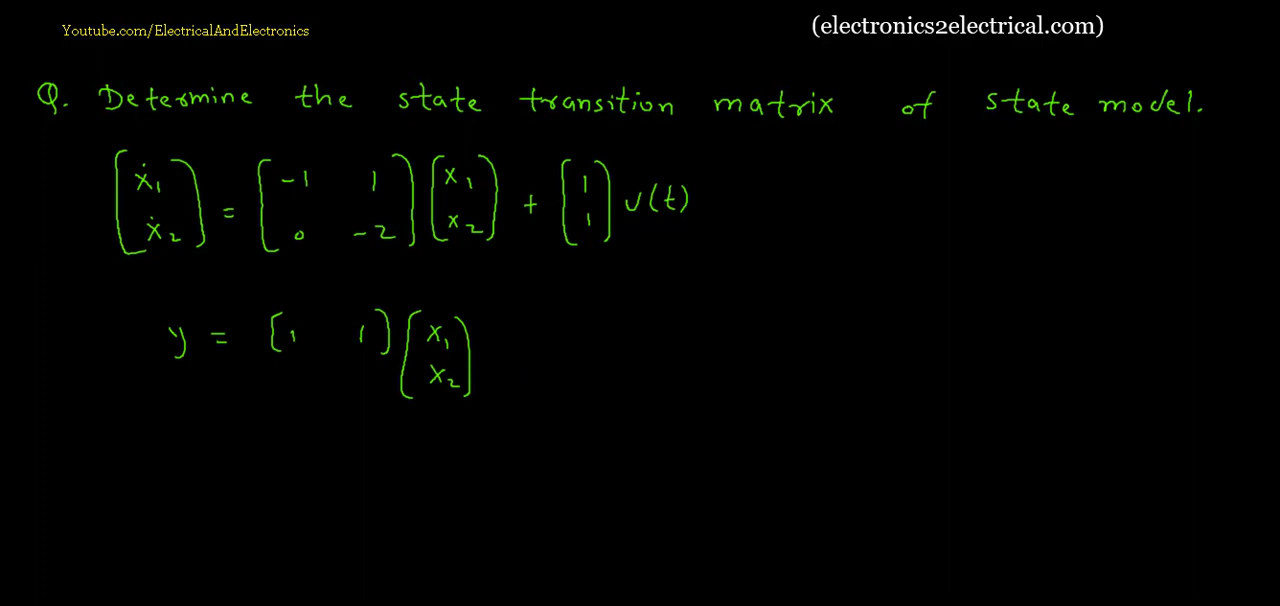 Youtube.com/ElectricalAndElectronics
(electronics2electrical.com)
Q. Determine the state transition matrix of state model.
[ẋ₁ ẋ₂] = [-1 1 0 -2] [x₁ x₂] + [1 1] U(t)
y = [1 1] [x₁ x₂]